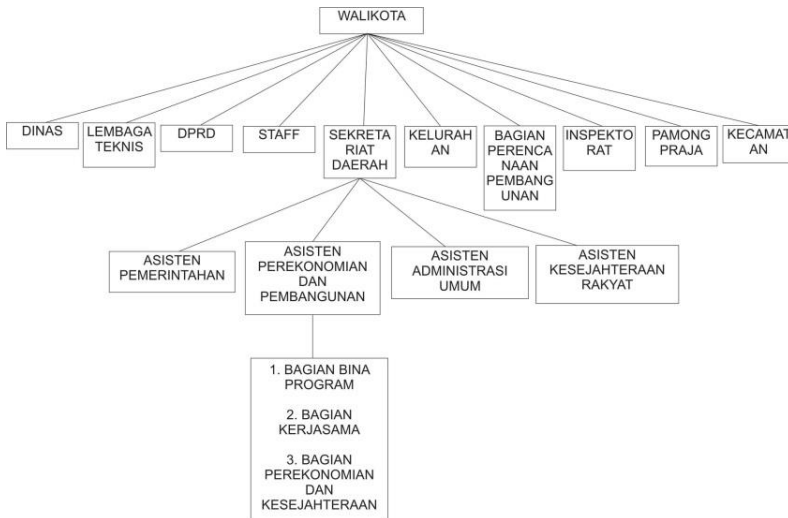 WALIKOTA
DINAS
LEMBAGA
TEKNIS
DPRD
STAFF
SEKRETA
RIAT
DAERAH
KELURAH
AN
BAGIAN
PERENCA
NAAN
PEMBANG
UNAN
INSPEKTO
RAT
PAMONG
PRAJA
KECAMAT
AN
ASISTEN
PEMERINTAHAN
ASISTEN
PEREKONOMIAN
DAN
PEMBANGUNAN
ASISTEN
ADMINISTRASI
UMUM
ASISTEN
KESEJAHTERAAN
RAKYAT
1. BAGIAN BINA
PROGRAM
2. BAGIAN
KERJASAMA
3. BAGIAN
PEREKONOMIAN
DAN
KESEJAHTERAAN